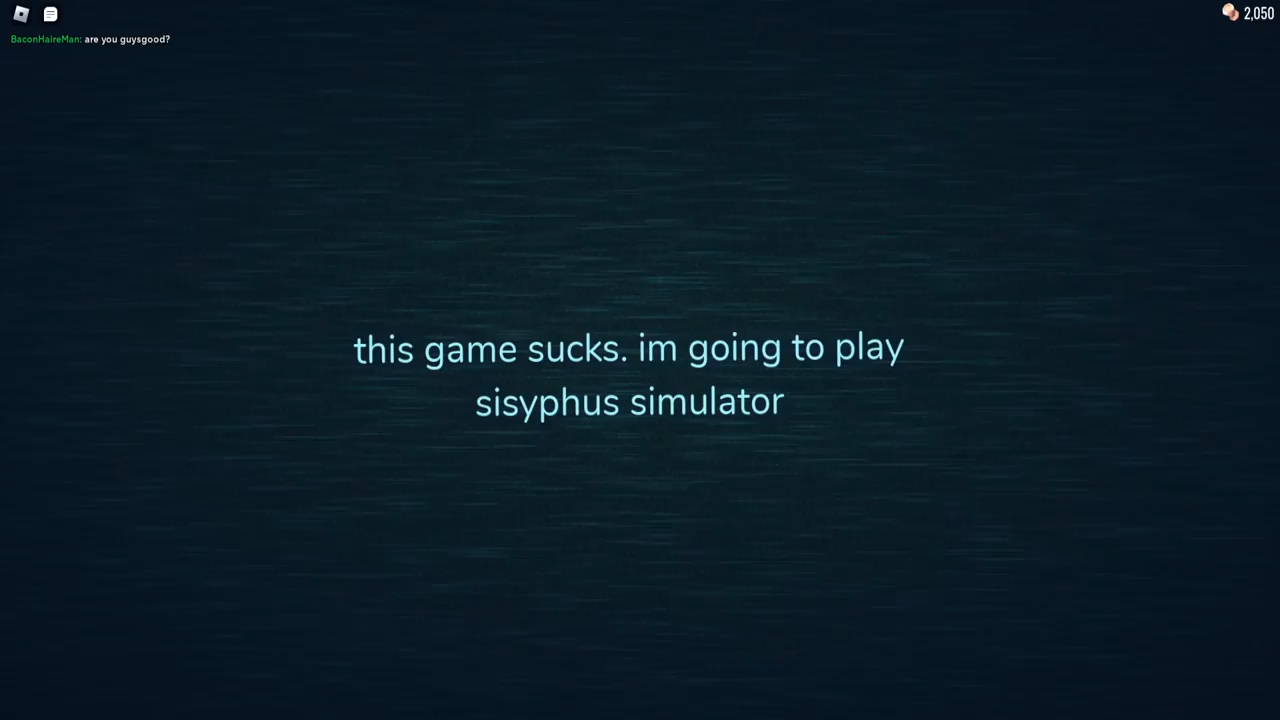 2,050
BaconHaireMan: are you guysgood?
this game sucks. im going to play
sisyphus simulator